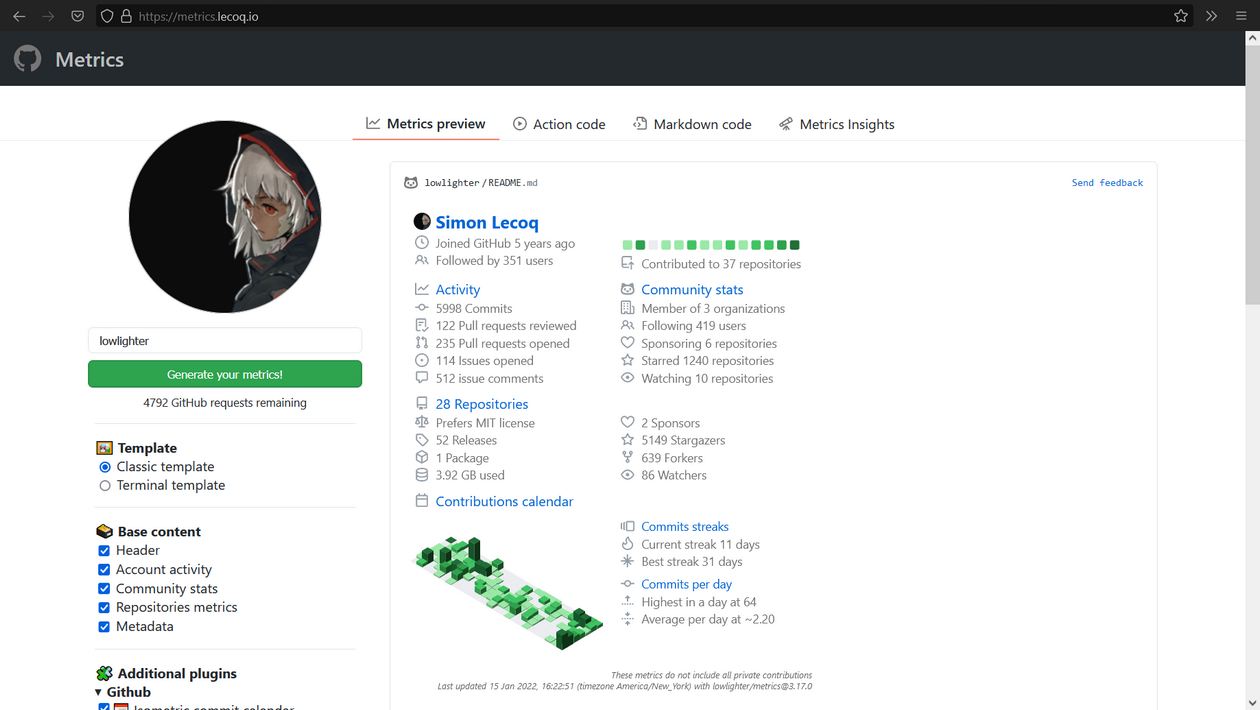 https://metrics.lecoq.io
Metrics
Metrics preview
Action code
Markdown code
Metrics Insights
lowlighter
Generate your metrics!
4792 GitHub requests remaining
Template
Classic template
Terminal template
Base content
Header
Account activity
Community stats
Repositories metrics
Metadata
Additional plugins
Github
Isometric commit calendar
lowlighter/README.md
Send feedback
Simon Lecoq
Joined GitHub 5 years ago
Followed by 351 users
Contributed to 37 repositories
Activity
5998 Commits
122 Pull requests reviewed
235 Pull requests opened
114 Issues opened
512 issue comments
Community stats
Member of 3 organizations
Following 419 users
Sponsoring 6 repositories
Starred 1240 repositories
Watching 10 repositories
28 Repositories
Prefers MIT license
52 Releases
1 Package
3.92 GB used
2 Sponsors
5149 Stargazers
639 Forkers
86 Watchers
Contributions calendar
Commits streaks
Current streak 11 days
Best streak 31 days
Commits per day
Highest in a day at 64
Average per day at ~2.20
These metrics do not include all private contributions
Last updated 15 Jan 2022, 16:22:51 (timezone America/New_York) with lowlighter/metrics@3.17.0